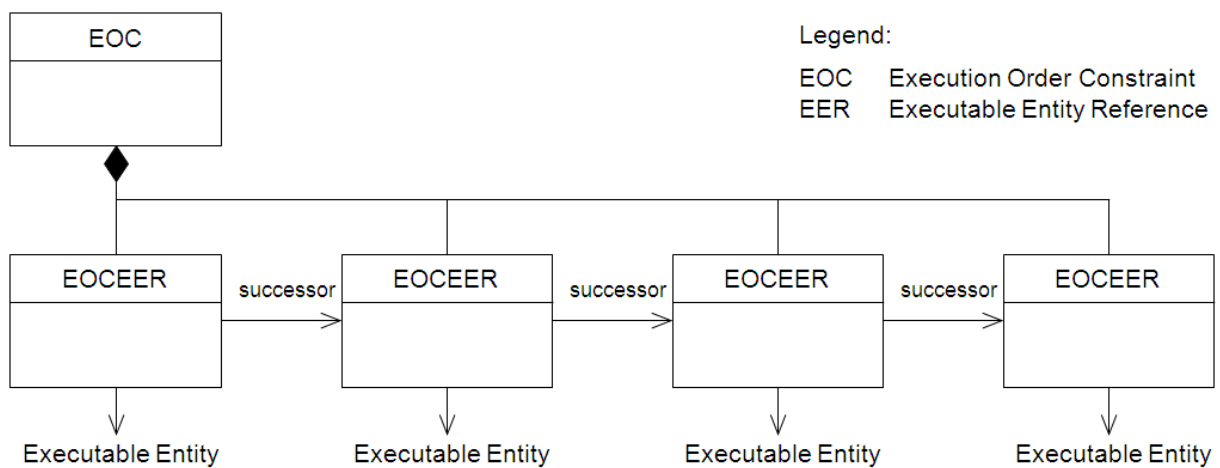 EOC
Legend:
EOC Execution Order Constraint
EER Executable Entity Reference
EOCEER
successor
EOCEER
successor
EOCEER
successor
EOCEER
Executable Entity
Executable Entity
Executable Entity
Executable Entity